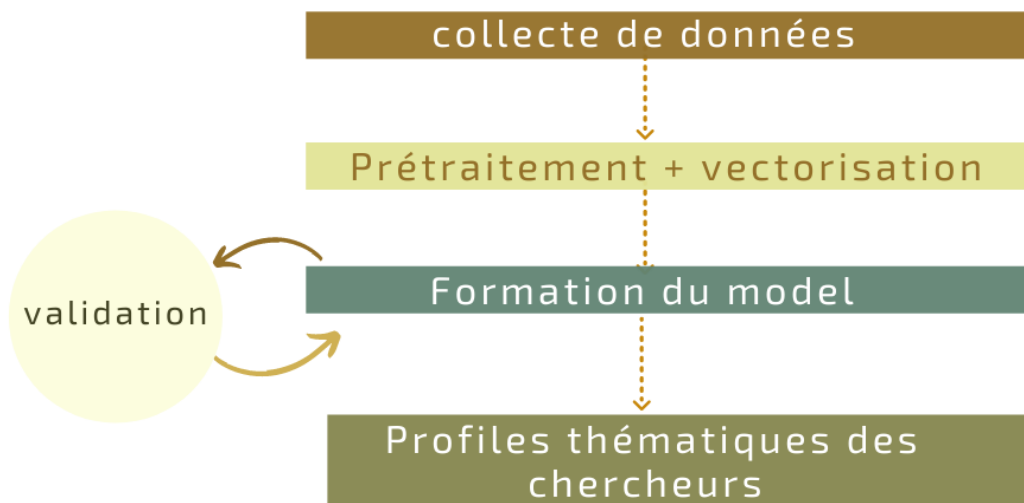 collecte de données
Prétraitement + vectorisation
Formation du model
validation
Profiles thématiques des
chercheurs